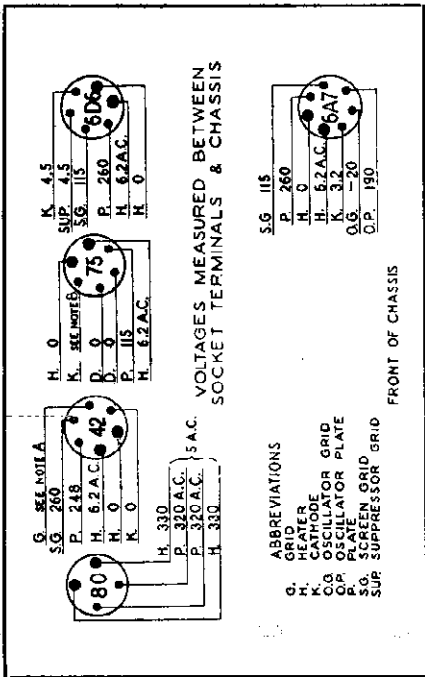 K. 4.5
SUP. 4.5
S.G. 115
P. 260
H. 6.2 A.C.
H. 0
6D6
H. 0
K. SEE NOTE B
D. 0
D. 0
P. 115
H. 6.2 A.C.
75
G. SEE NOTE A
S.G. 260
P. 248
H. 6.2 A.C.
H. 0
K. 0
42
80
H. 330
P. 320 A.C.
P. 320 A.C.
H. 330
5 A.C.
VOLTAGES MEASURED BETWEEN
SOCKET TERMINALS & CHASSIS
S.G. 115
P. 260
H. 0
H. 6.2 A.C.
K. 3.2
O.G. -20
O.P. 190
6A7
ABBREVIATIONS
G. GRID
H. HEATER
K. CATHODE
O.G. OSCILLATOR GRID
O.P. OSCILLATOR PLATE
P. PLATE
S.G. SCREEN GRID
SUP. SUPPRESSOR GRID
FRONT OF CHASSIS